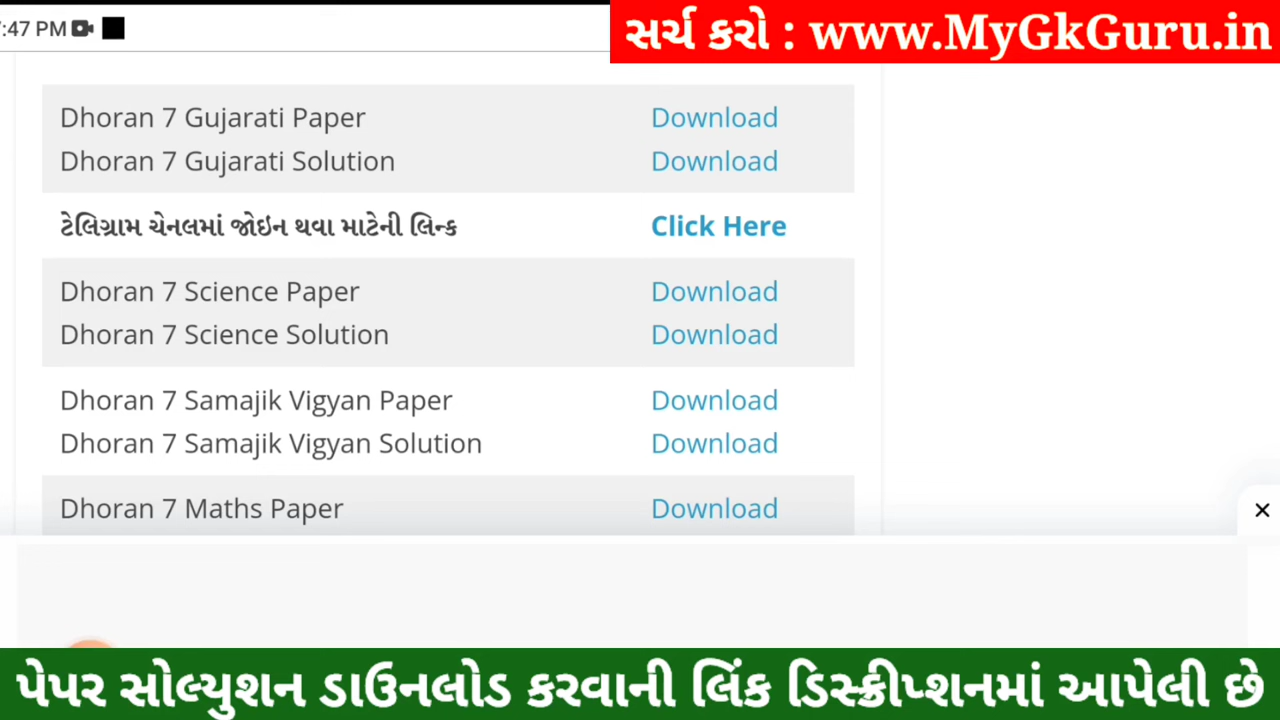 :47 PM
સર્ચ કરો : www.MyGkGuru.in
Dhoran 7 Gujarati Paper Download
Dhoran 7 Gujarati Solution Download
ટેલિગ્રામ ચેનલમાં જોઇન થવા માટેની લિન્ક Click Here
Dhoran 7 Science Paper Download
Dhoran 7 Science Solution Download
Dhoran 7 Samajik Vigyan Paper Download
Dhoran 7 Samajik Vigyan Solution Download
Dhoran 7 Maths Paper Download
પેપર સોલ્યુશન ડાઉનલોડ કરવાની લિંક ડિસ્ક્રીપ્શનમાં આપેલી છે